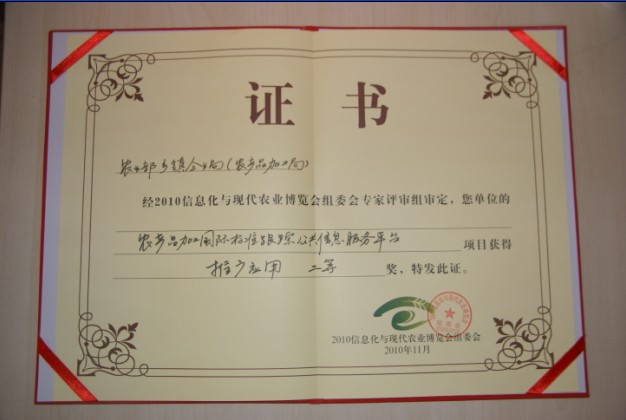 证 书
农业部乡镇企业局(农产品加工局)
经2010信息化与现代农业博览会组委会专家评审组审定,您单位的
农产品加工国际标准跟踪公共信息服务平台 项目获得
推广应用 二等 奖,特发此证。
2010信息化与现代农业博览会组委会
2010年11月